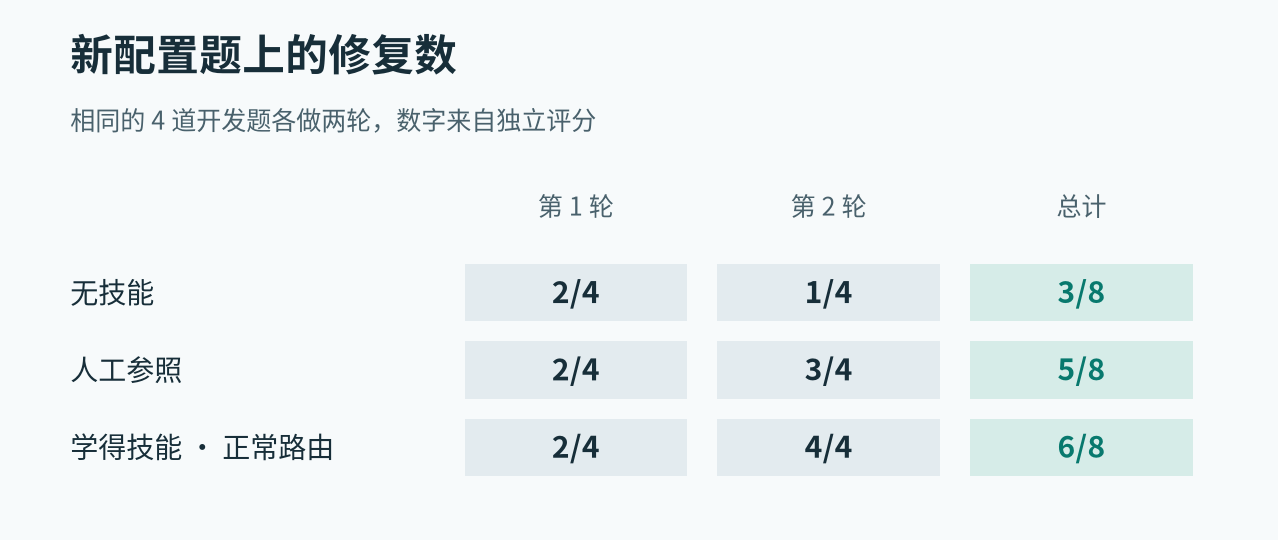 新配置题上的修复数
相同的 4 道开发题各做两轮，数字来自独立评分
第 1 轮 第 2 轮 总计
无技能 2/4 1/4 3/8
人工参照 2/4 3/4 5/8
学得技能 · 正常路由 2/4 4/4 6/8